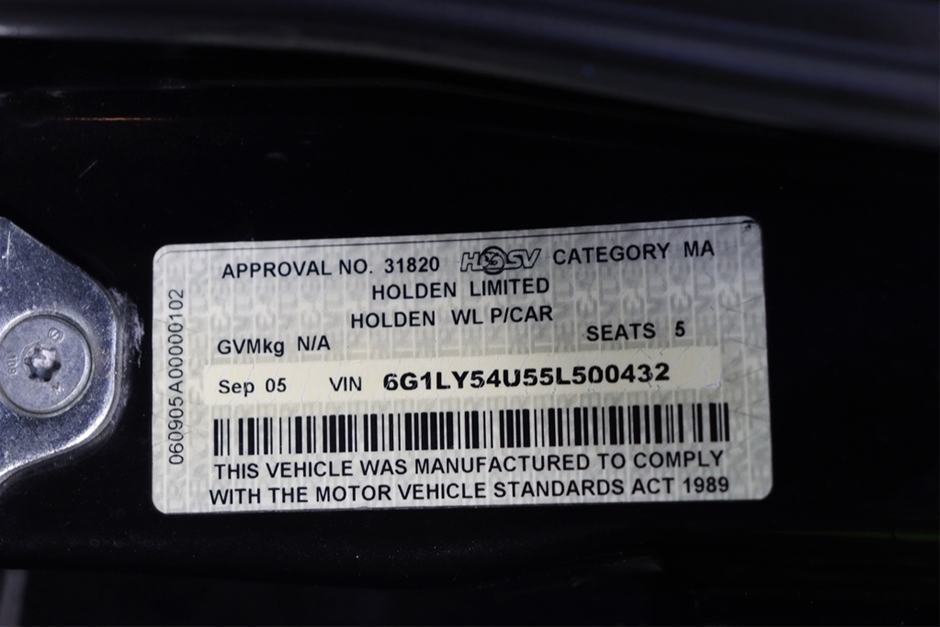 APPROVAL NO. 31820 HSV CATEGORY MA
HOLDEN LIMITED
HOLDEN WL P/CAR
GVMkg N/A SEATS 5
Sep 05 VIN 6G1LY54U55L500432
THIS VEHICLE WAS MANUFACTURED TO COMPLY
WITH THE MOTOR VEHICLE STANDARDS ACT 1989
060905A00000102